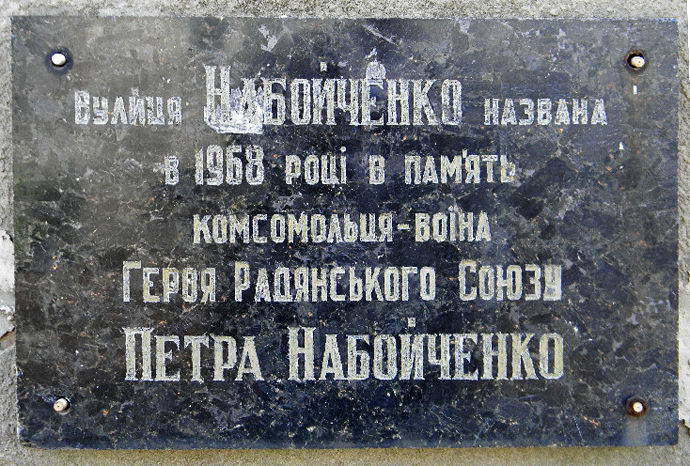 Вулиця Набойченко названа
в 1968 році в пам'ять
комсомольця-воїна
Героя Радянського Союзу
Петра Набойченко